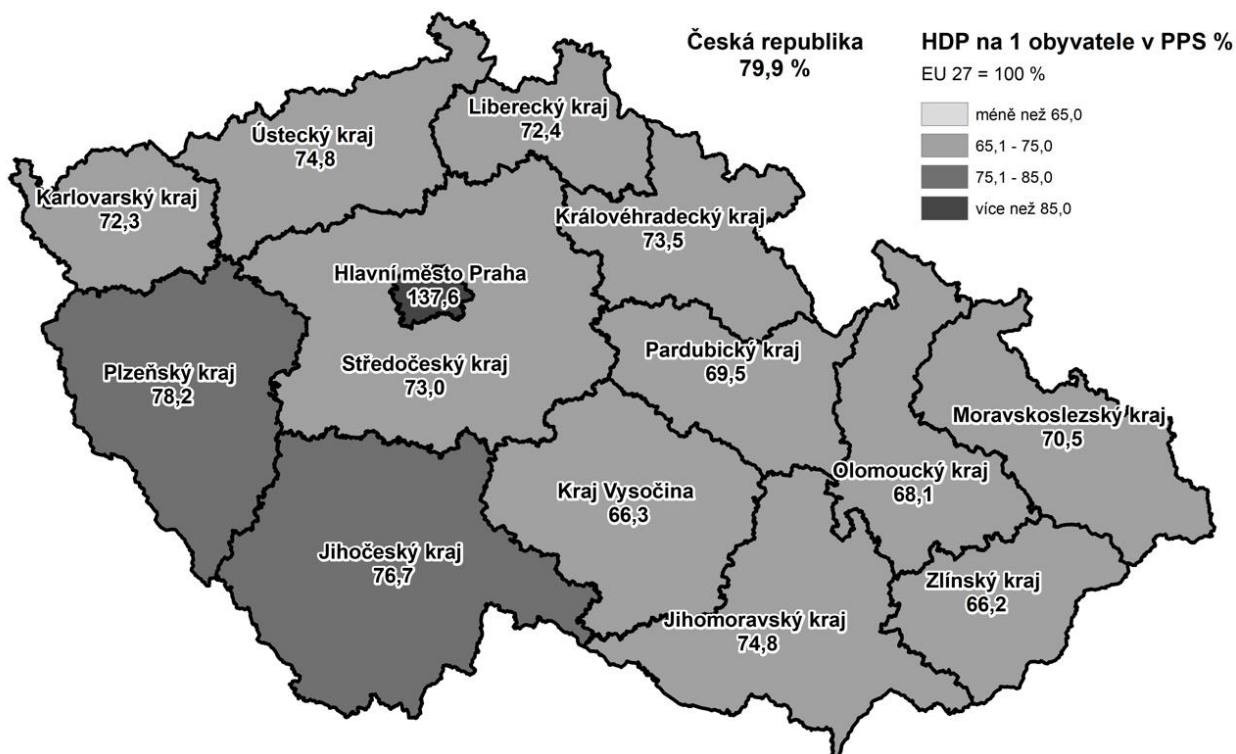 Česká republika
79,9 %
HDP na 1 obyvatele v PPS %
EU 27 = 100 %
méně než 65,0
65,1 - 75,0
75,1 - 85,0
více než 85,0
Liberecký kraj
72,4
Ústecký kraj
74,8
Karlovarský kraj
72,3
Královéhradecký kraj
73,5
Hlavní město Praha
137,6
Středočeský kraj
73,0
Pardubický kraj
69,5
Plzeňský kraj
78,2
Moravskoslezský kraj
70,5
Olomoucký kraj
68,1
Kraj Vysočina
66,3
Jihočeský kraj
76,7
Zlínský kraj
66,2
Jihomoravský kraj
74,8